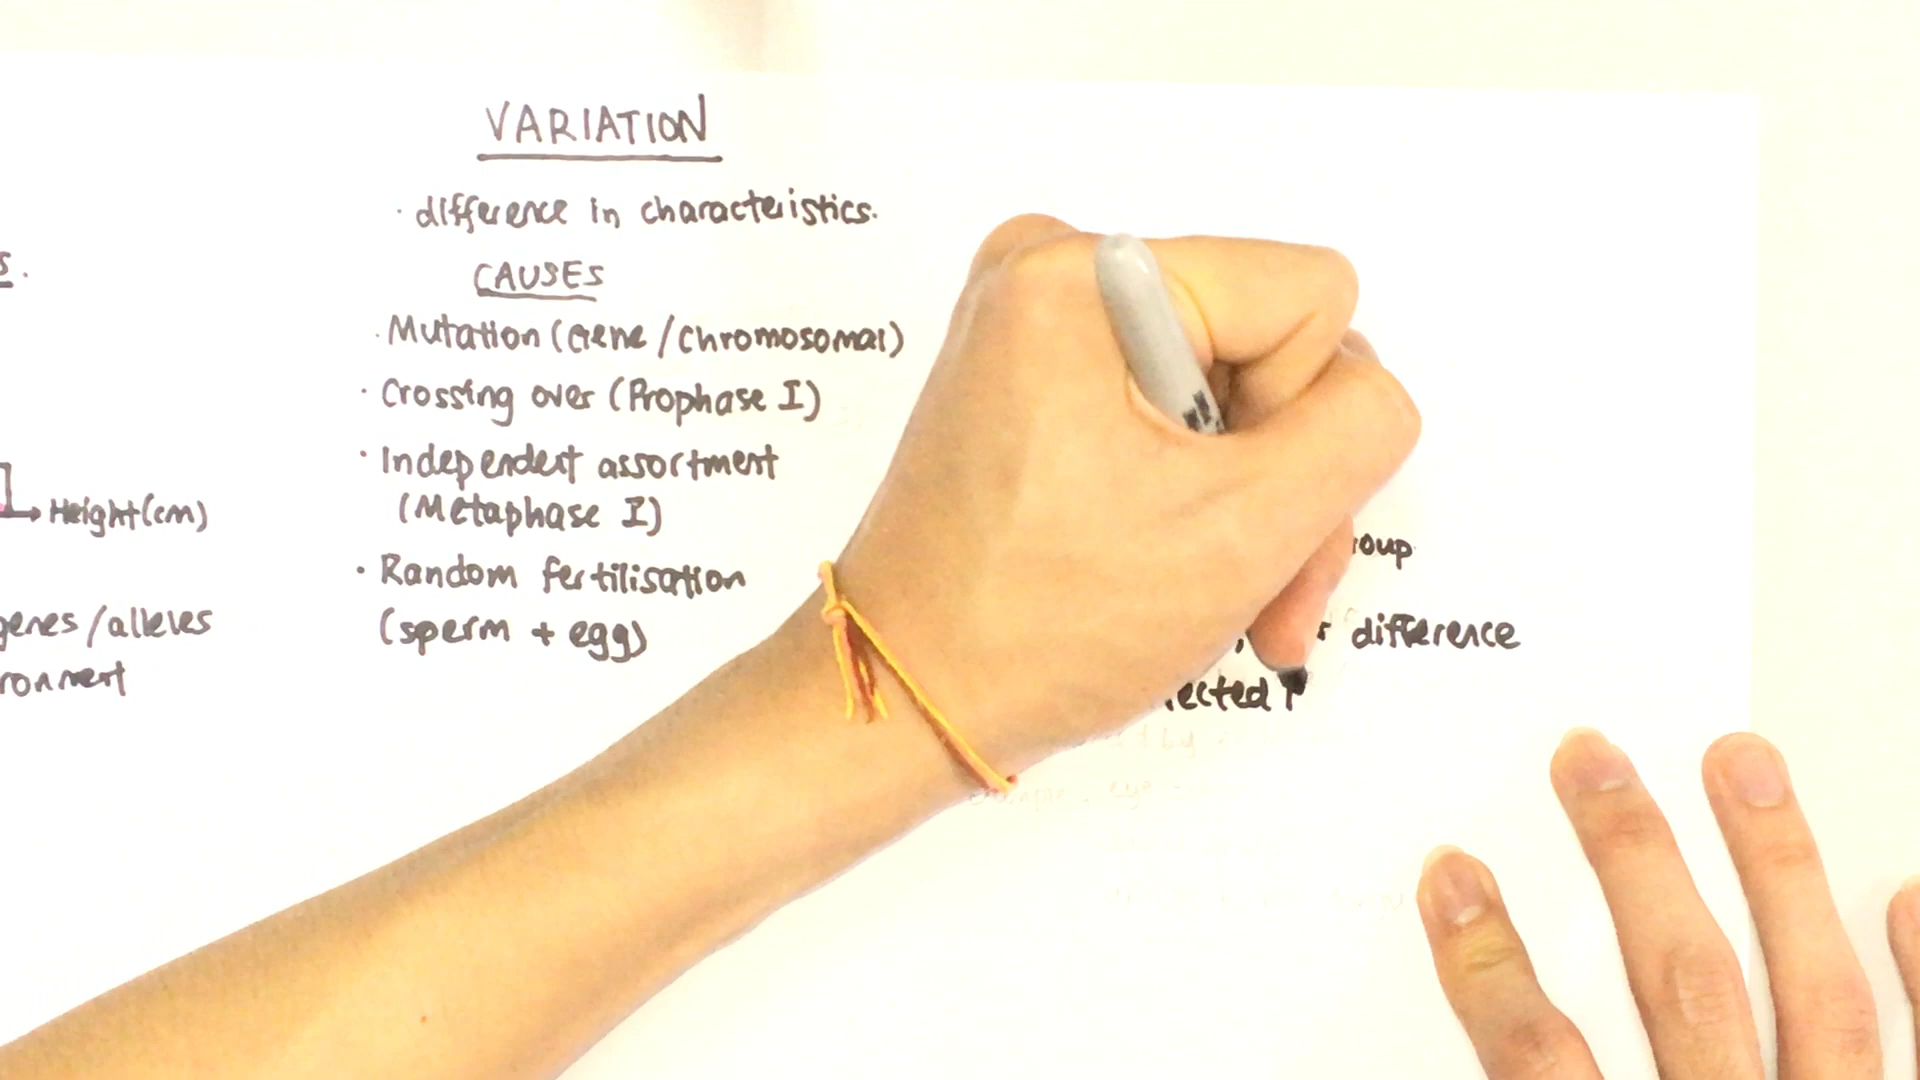 VARIATION
· difference in characteristics.
CAUSES
· Mutation (Gene / Chromosomal)
· Crossing over (Prophase I)
· Independent assortment
(Metaphase I)
· Random fertilisation
(sperm + egg)
s.
Height (cm)
genes / alleles
ronment
roup
difference
ected